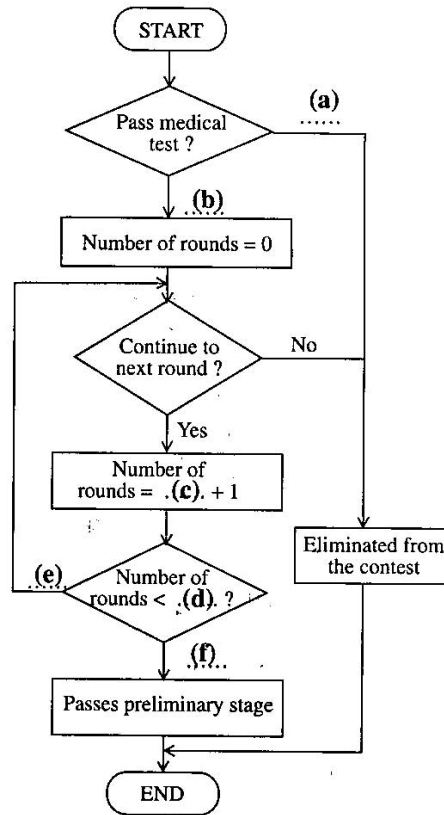 START
(a)
Pass medical
test ?
(b)
Number of rounds = 0
Continue to
next round ?
No
Yes
Number of
rounds = .(c). + 1
(e)
Number of
rounds < .(d). ?
Eliminated from
the contest
(f)
Passes preliminary stage
END